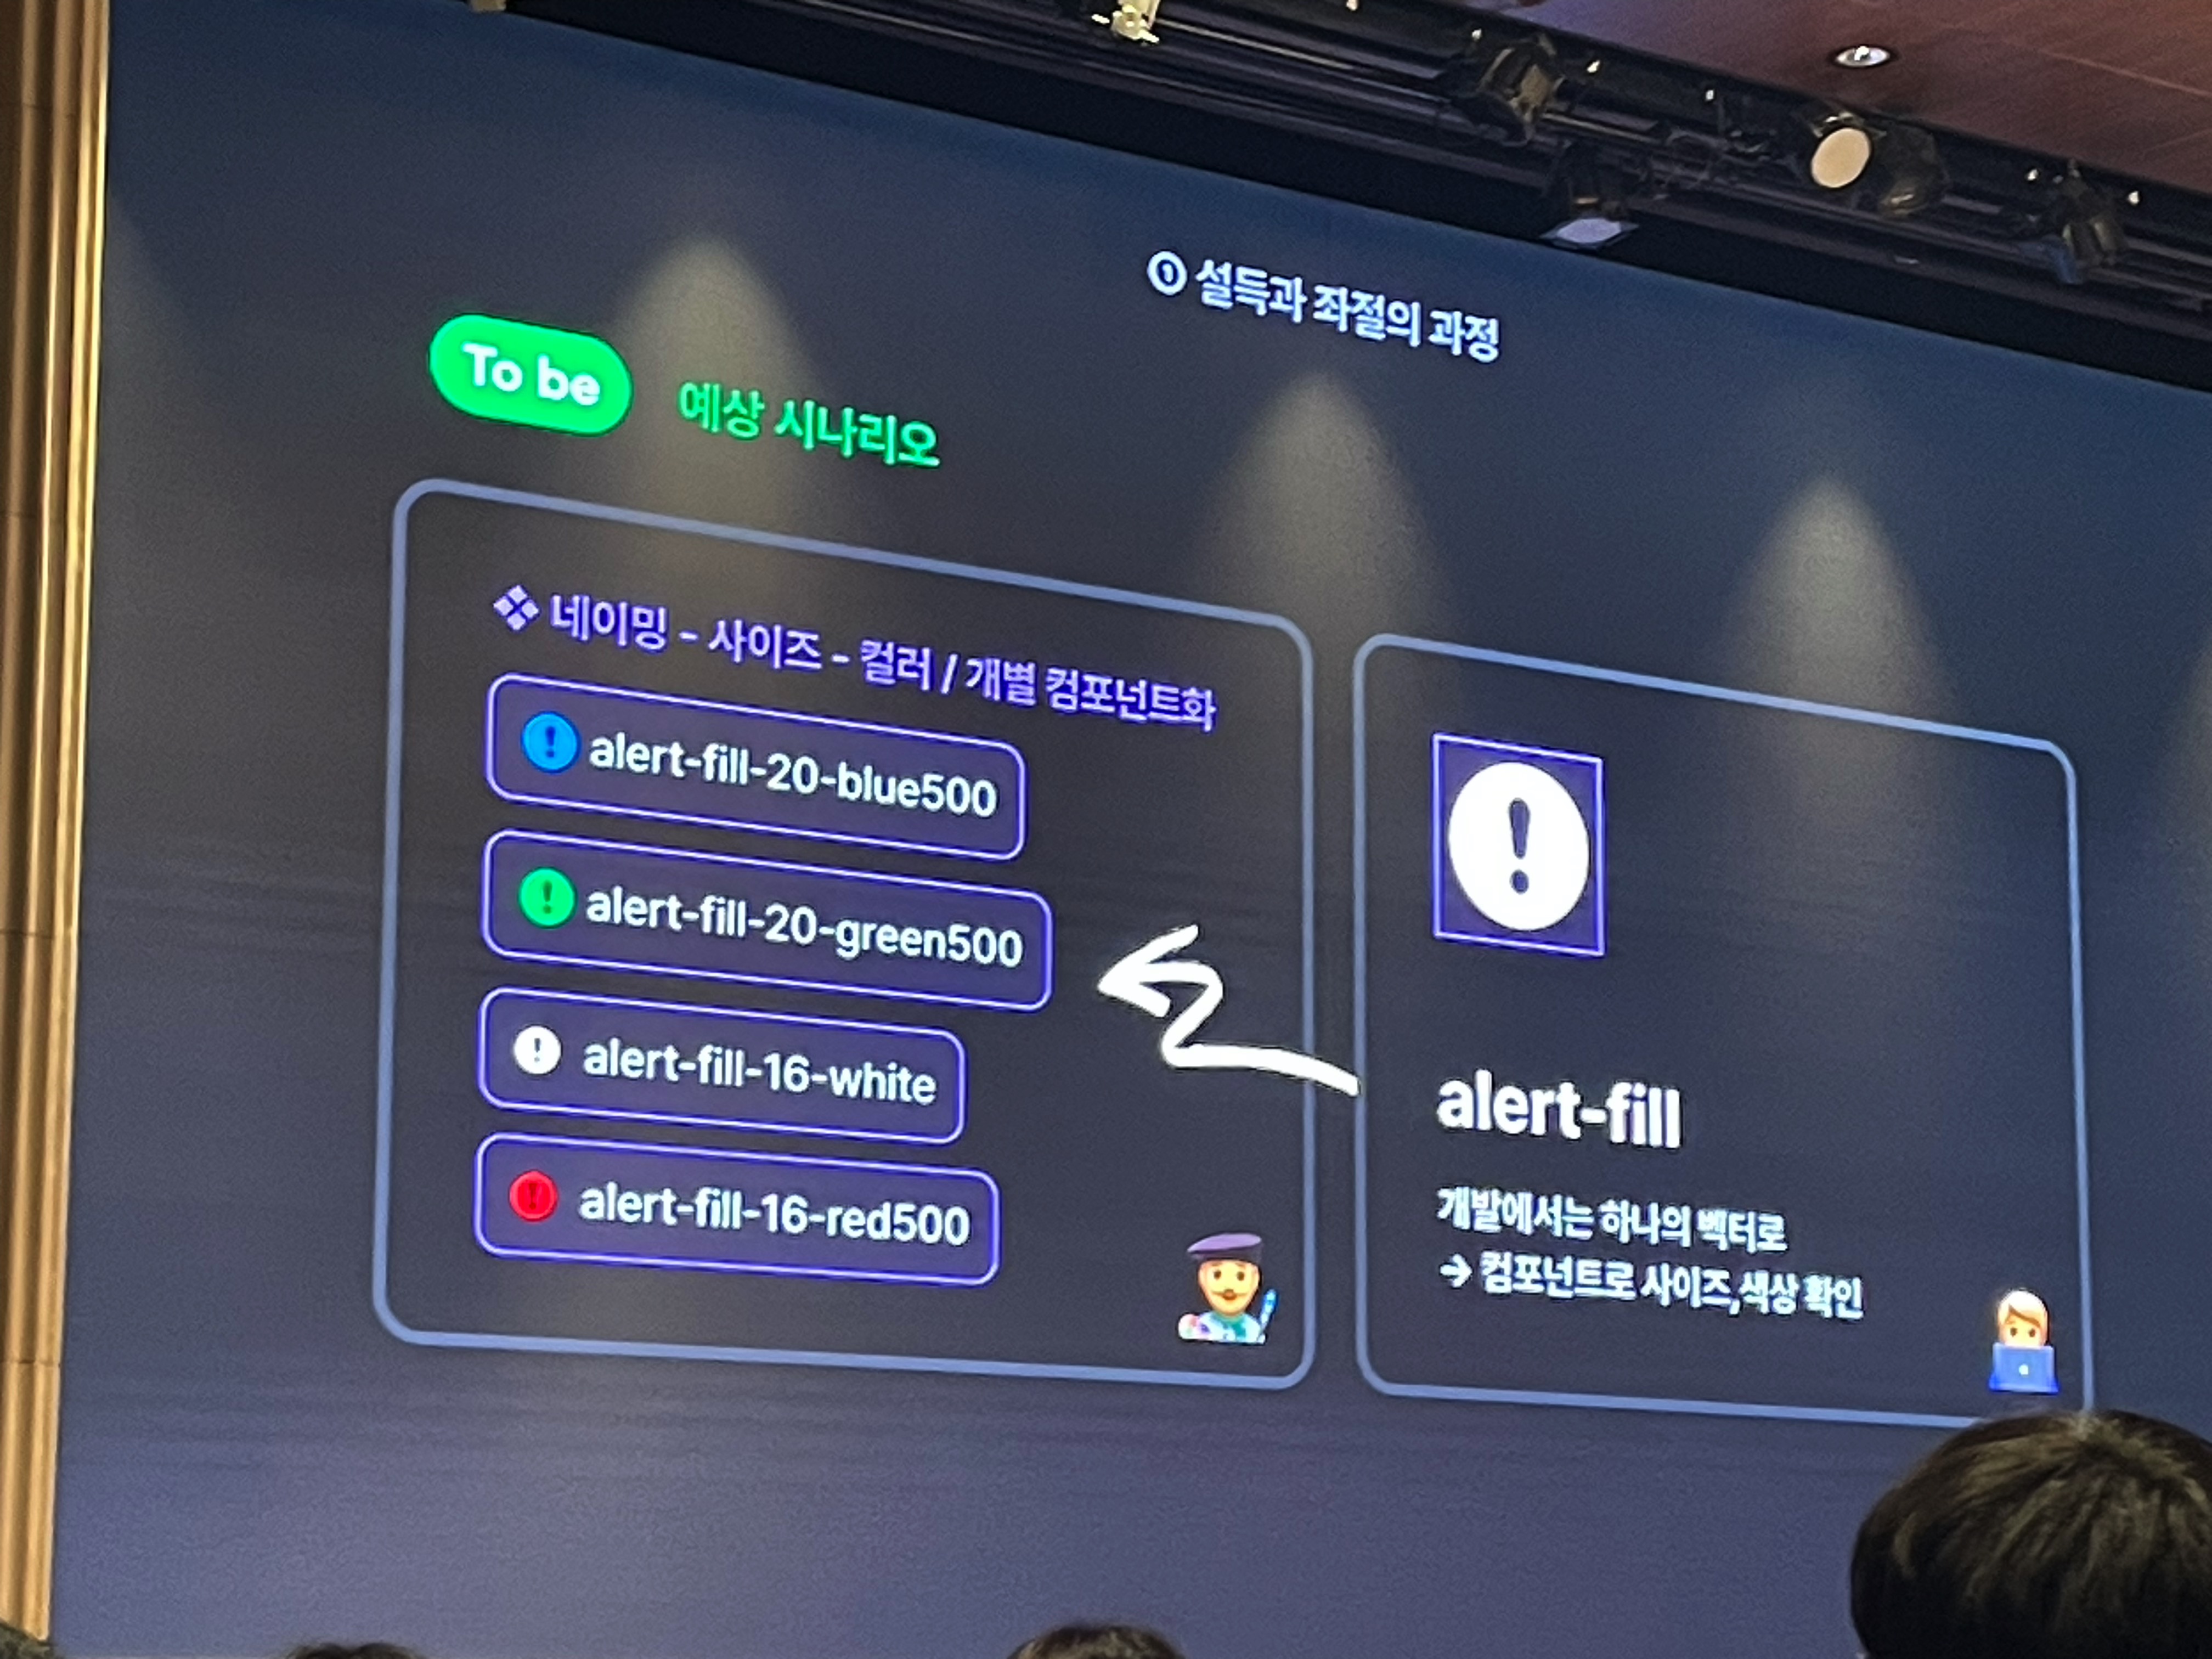 ① 설득과 좌절의 과정
To be 예상 시나리오
❖ 네이밍 - 사이즈 - 컬러 / 개별 컴포넌트화
alert-fill-20-blue500
alert-fill-20-green500
alert-fill-16-white
alert-fill-16-red500
alert-fill
개발에서는 하나의 벡터로
→ 컴포넌트로 사이즈,색상 확인